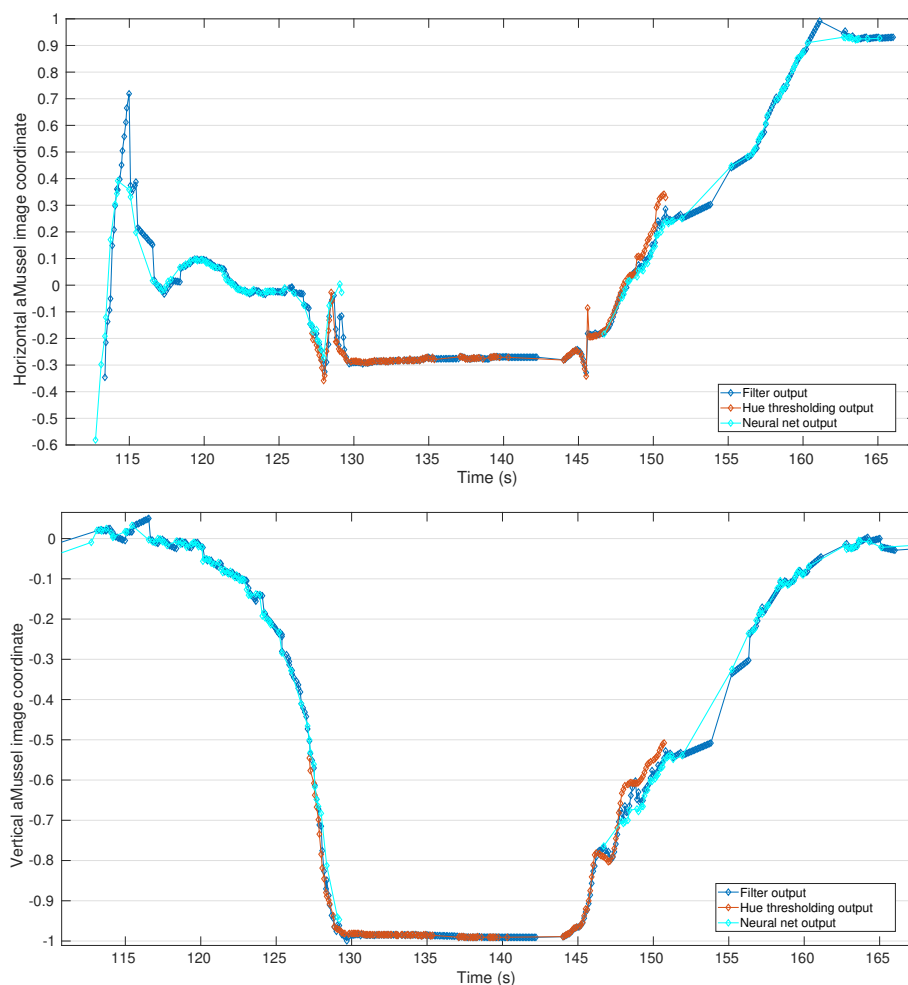 1
0.9
0.8
0.7
0.6
0.5
0.4
0.3
0.2
0.1
0
-0.1
-0.2
-0.3
-0.4
-0.5
-0.6
Horizontal aMussel image coordinate
115 120 125 130 135 140 145 150 155 160 165
Time (s)
Filter output
Hue thresholding output
Neural net output
0
-0.1
-0.2
-0.3
-0.4
-0.5
-0.6
-0.7
-0.8
-0.9
-1
Vertical aMussel image coordinate
115 120 125 130 135 140 145 150 155 160 165
Time (s)
Filter output
Hue thresholding output
Neural net output